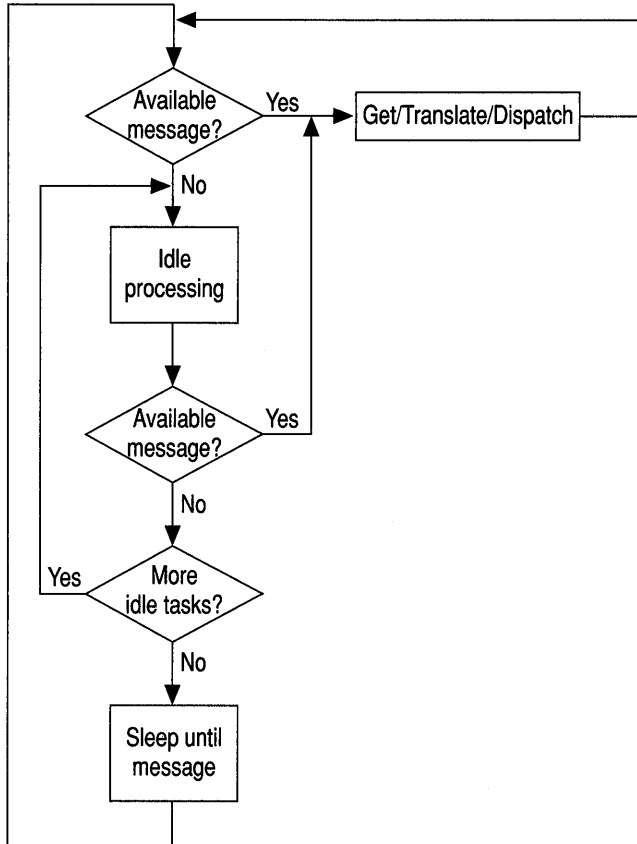 Available
message?
Yes
Get/Translate/Dispatch
No
Idle
processing
Available
message?
Yes
No
More
idle tasks?
Yes
No
Sleep until
message